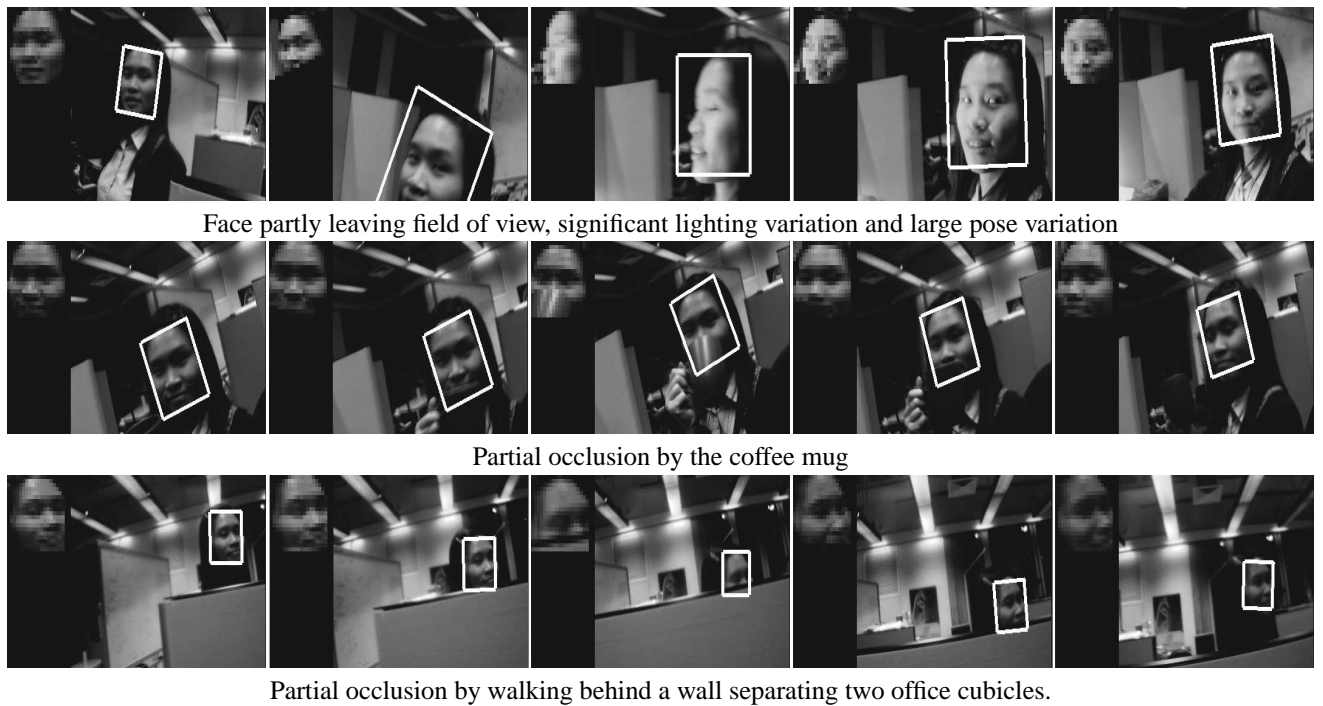 Face partly leaving field of view, significant lighting variation and large pose variation
Partial occlusion by the coffee mug
Partial occlusion by walking behind a wall separating two office cubicles.